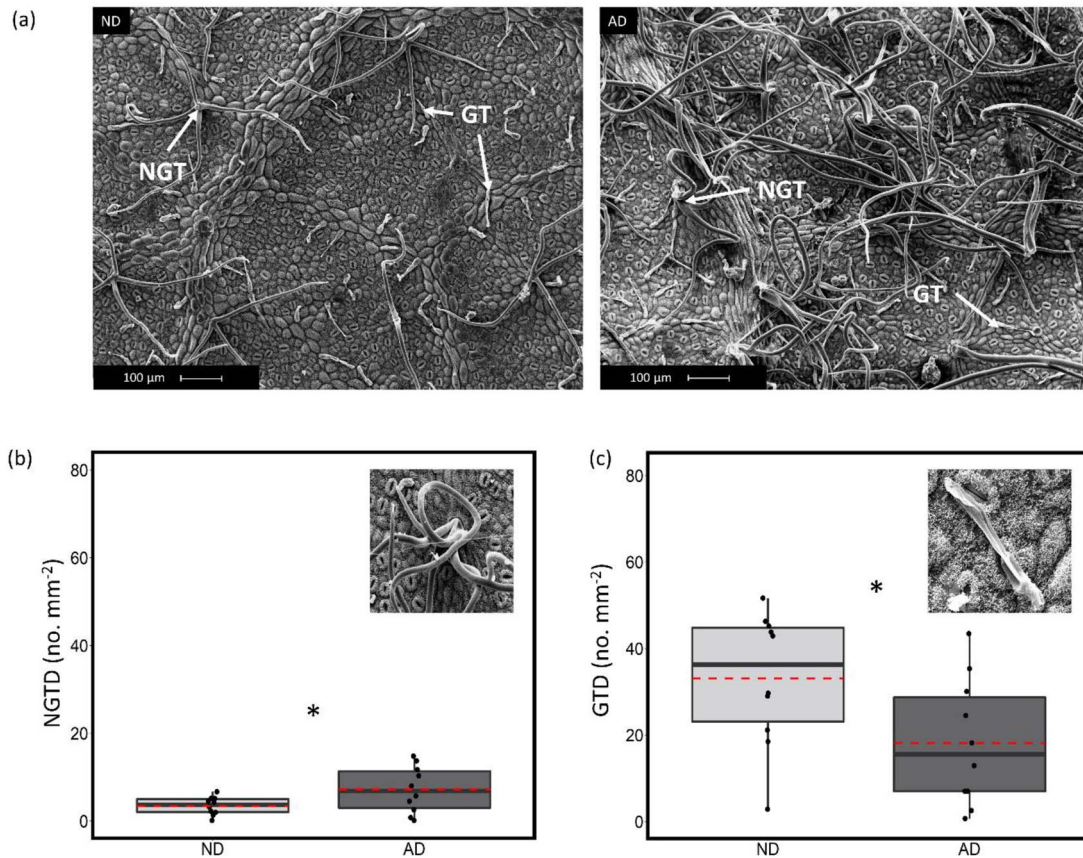 (a)
ND
NGT
GT
100 µm
AD
NGT
GT
100 µm
(b)
80
60
40
20
0
NGTD (no. mm⁻²)
*
ND
AD
(c)
80
60
40
20
0
GTD (no. mm⁻²)
*
ND
AD